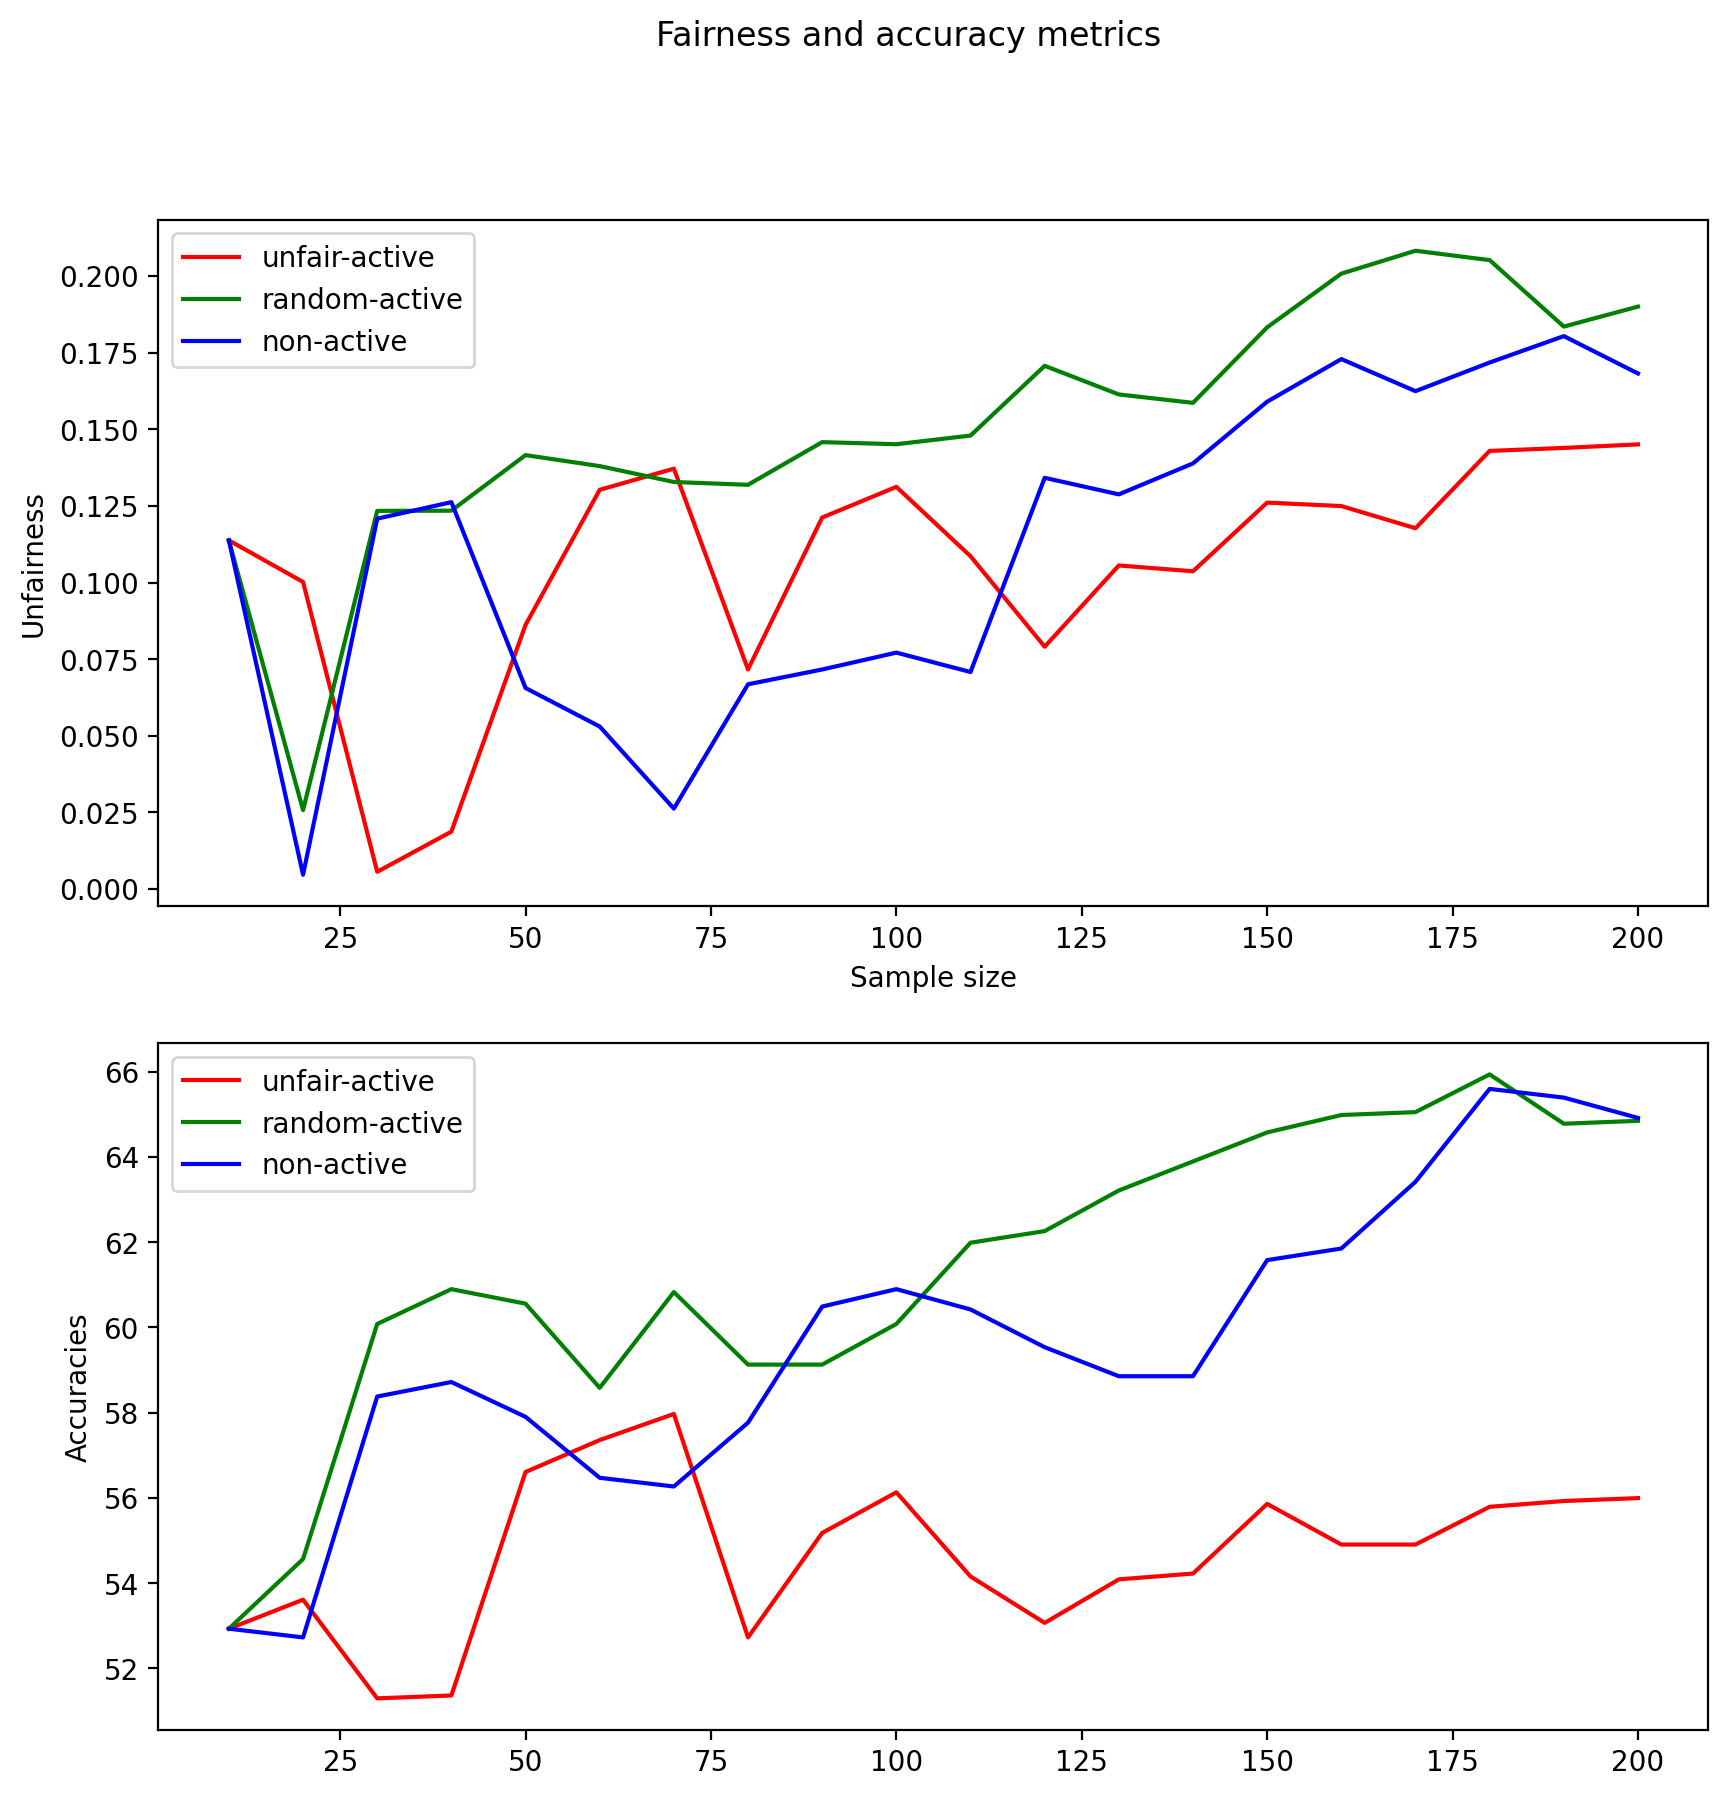 Fairness and accuracy metrics
unfair-active
random-active
non-active
0.200
0.175
0.150
0.125
0.100
0.075
0.050
0.025
0.000
Unfairness
25 50 75 100 125 150 175 200
Sample size
unfair-active
random-active
non-active
66
64
62
60
58
56
54
52
Accuracies
25 50 75 100 125 150 175 200